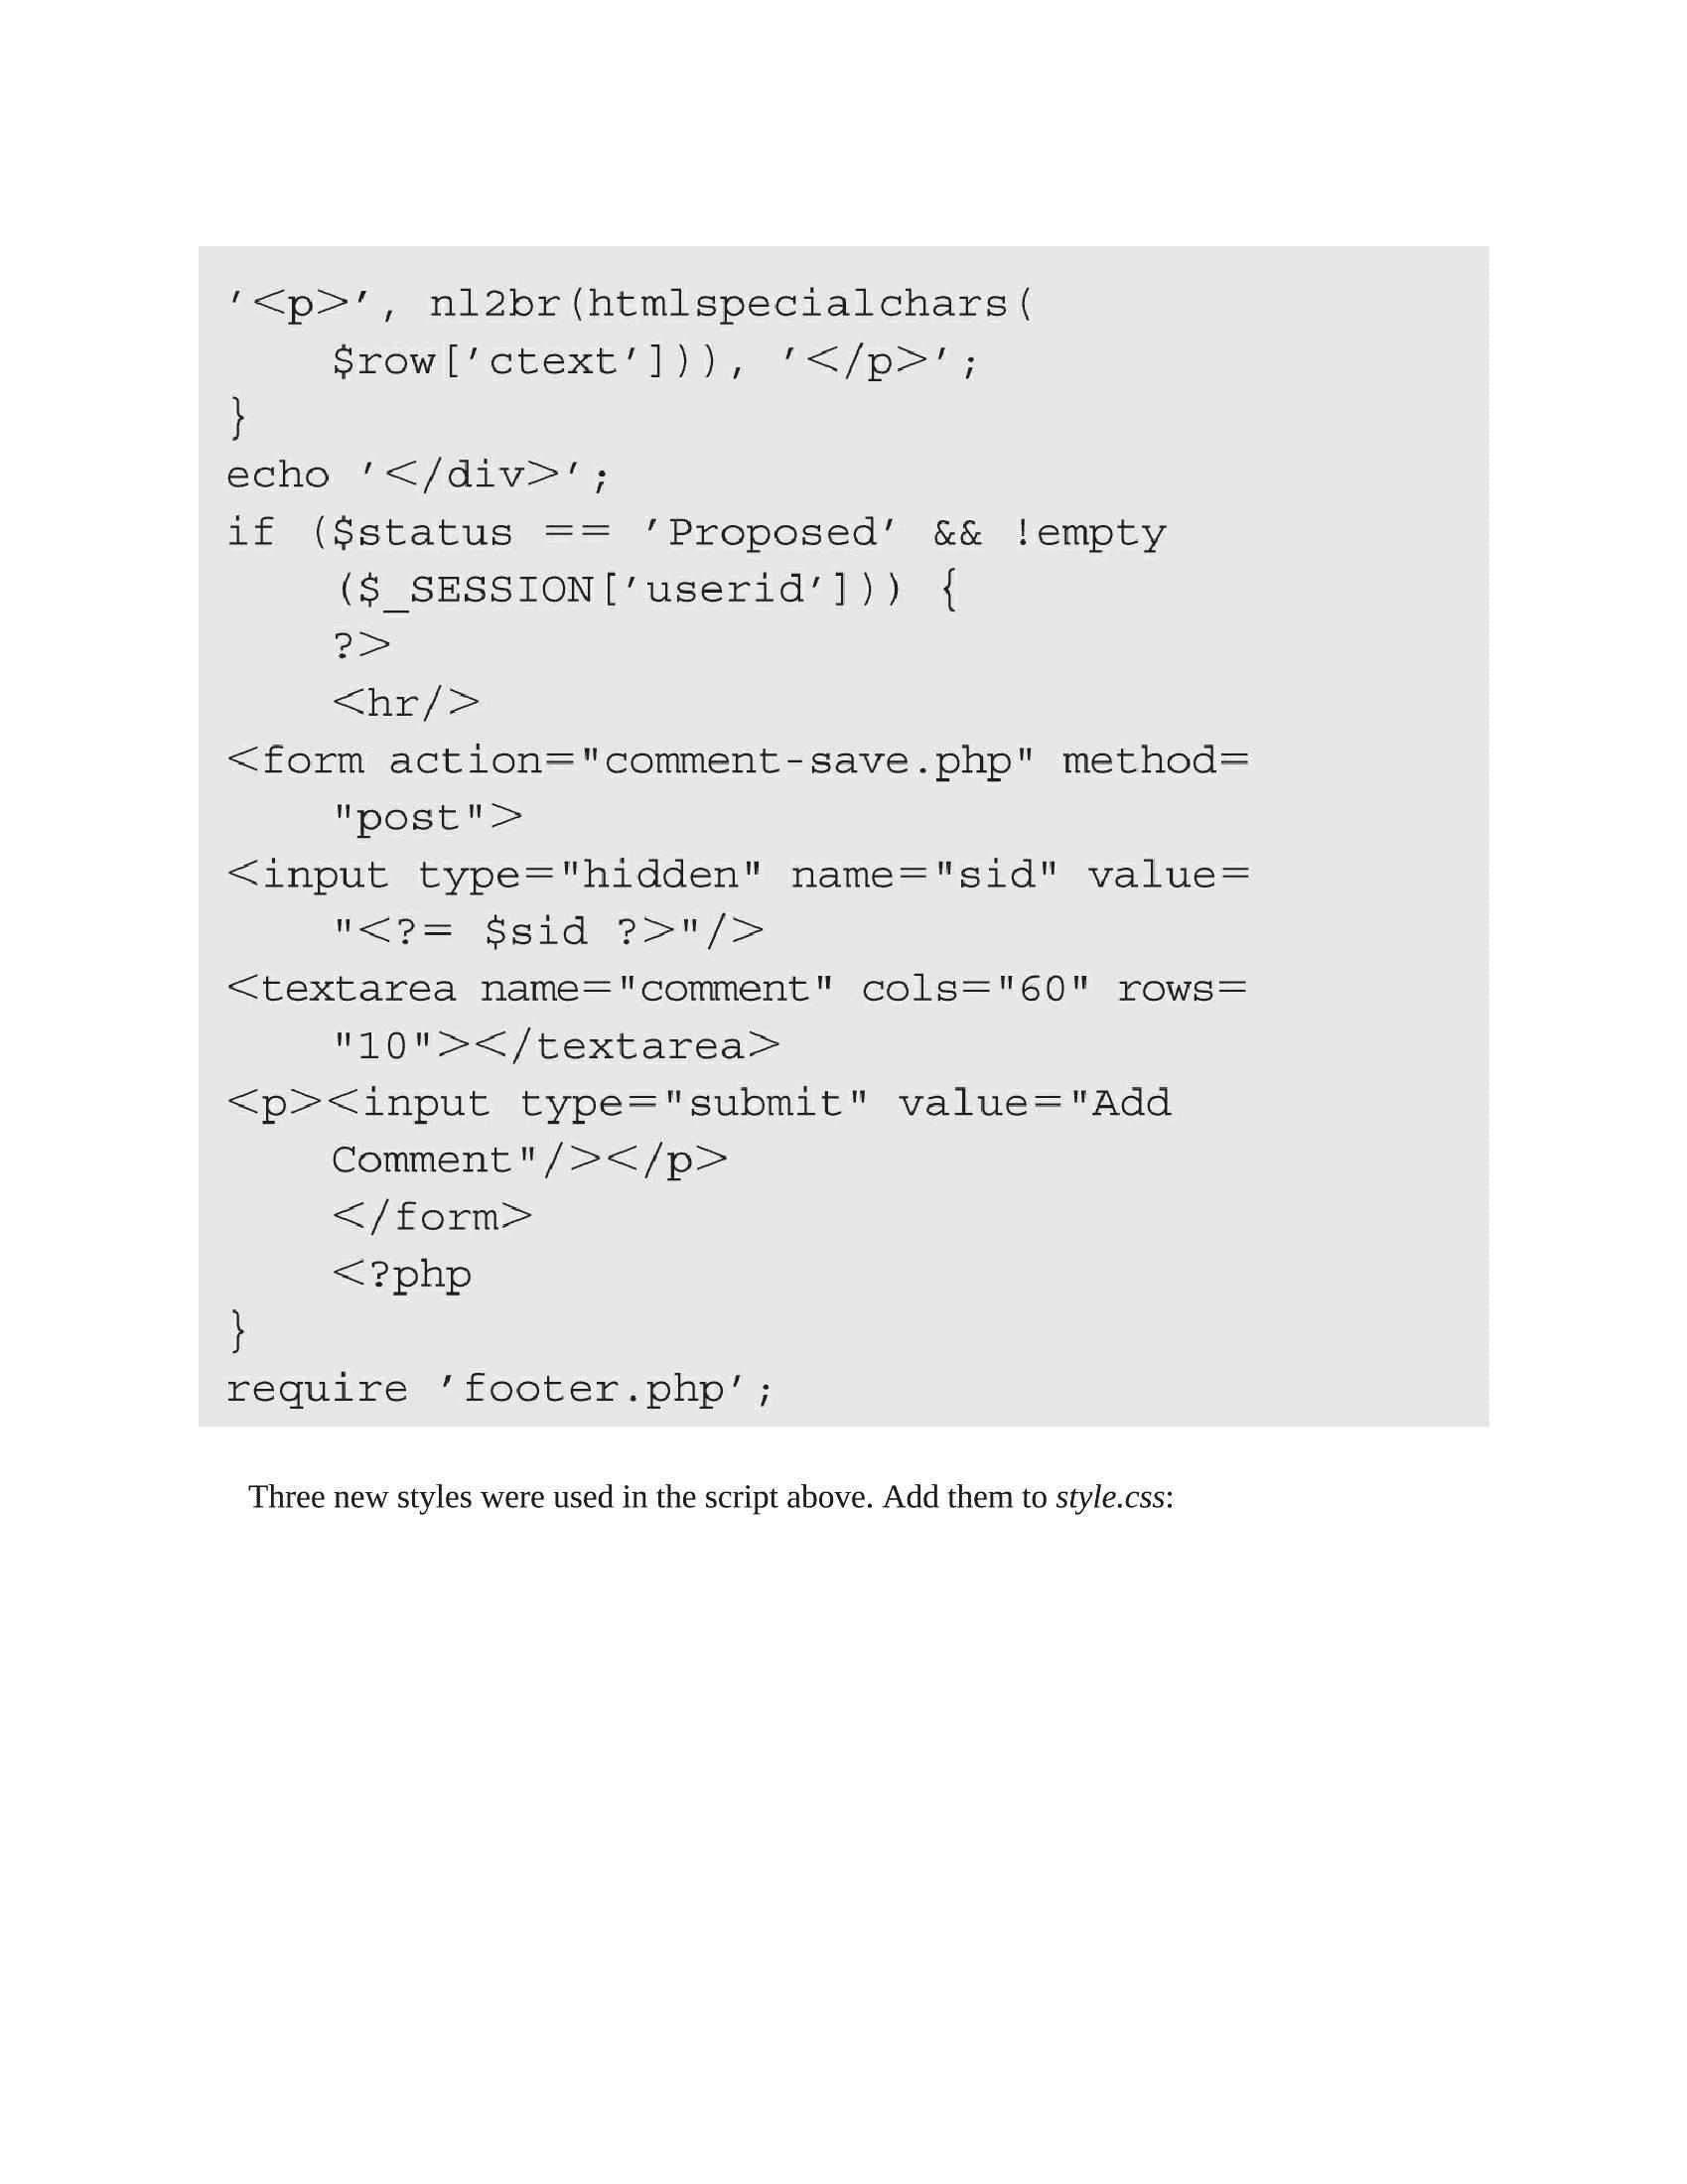 '<p>', nl2br(htmlspecialchars(
$row['ctext'])), '</p>';
}
echo '</div>';
if ($status == 'Proposed' && !empty
($_SESSION['userid'])) {
?>
<hr/>
<form action="comment-save.php" method=
"post">
<input type="hidden" name="sid" value=
"<?= $sid ?>"/>
<textarea name="comment" cols="60" rows=
"10"></textarea>
<p><input type="submit" value="Add
Comment"/></p>
</form>
<?php
}
require 'footer.php';
Three new styles were used in the script above. Add them to style.css: